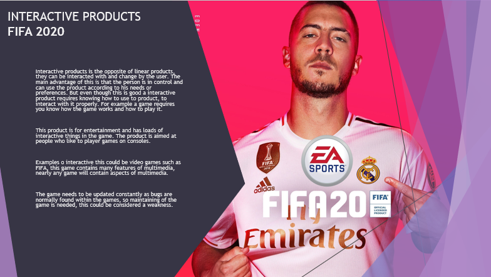 INTERACTIVE PRODUCTS
FIFA 2020
Interactive products is the opposite of linear products,
they can be interacted with and change by the user. The
main advantage of this is that the person is in control and
can use the product according to his needs or
preferences. But even though this is good a interactive
product requires knowing how to use to product, to
interact with it properly. For example a game requires
you know how the game works and how to play it.
This product is for entertainment and has loads of
interactive things in the game. The product is aimed at
people who like to player games on consoles.
Examples o interactive this could be video games such as
FIFA, this game contains many features of multimedia,
nearly any game will contain aspects of multimedia.
The game needs to be updated constantly as bugs are
normally found within the games, so maintaining of the
game is needed, this could be considered a weakness.
EA
SPORTS
FIFA
adidas
FIFA20
FIFA
OFFICIAL
LICENSED
PRODUCT
Fly
Emirates